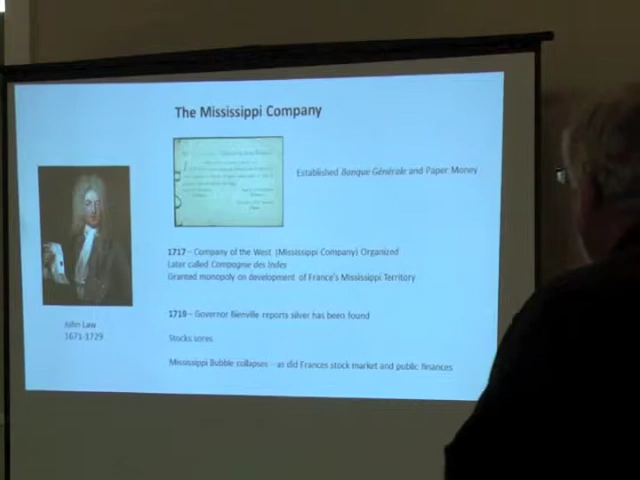 The Mississippi Company
Established Banque Générale and Paper Money
1717 – Company of the West (Mississippi Company) Organized
Later called Compagnie des Indes
Granted monopoly on development of France's Mississippi Territory
John Law
1671-1729
1719 – Governor Bienville reports silver has been found
Stocks sores
Mississippi Bubble collapses – as did Frances stock market and public finances